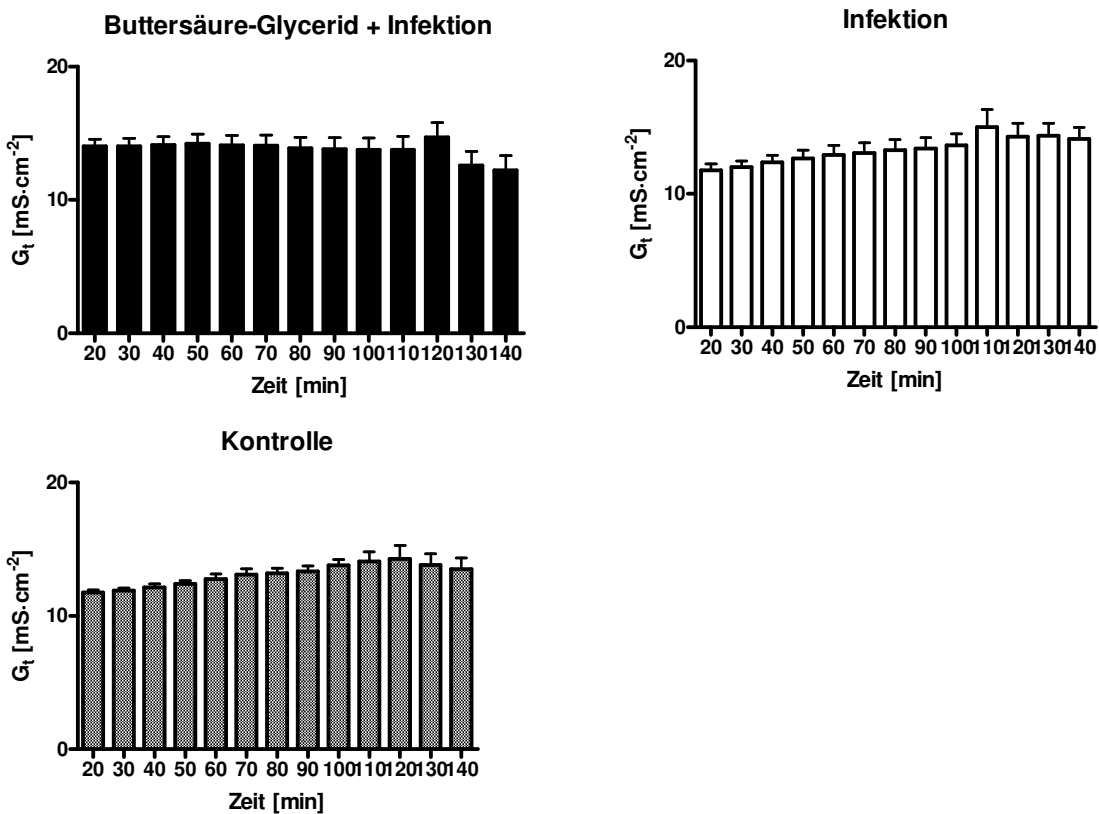 Buttersäure-Glycerid + Infektion
20
10
0
Gt [mS·cm-2]
20 30 40 50 60 70 80 90 100 110 120 130 140
Zeit [min]
Infektion
20
10
0
Gt [mS·cm-2]
20 30 40 50 60 70 80 90 100 110 120 130 140
Zeit [min]
Kontrolle
20
10
0
Gt [mS·cm-2]
20 30 40 50 60 70 80 90 100 110 120 130 140
Zeit [min]